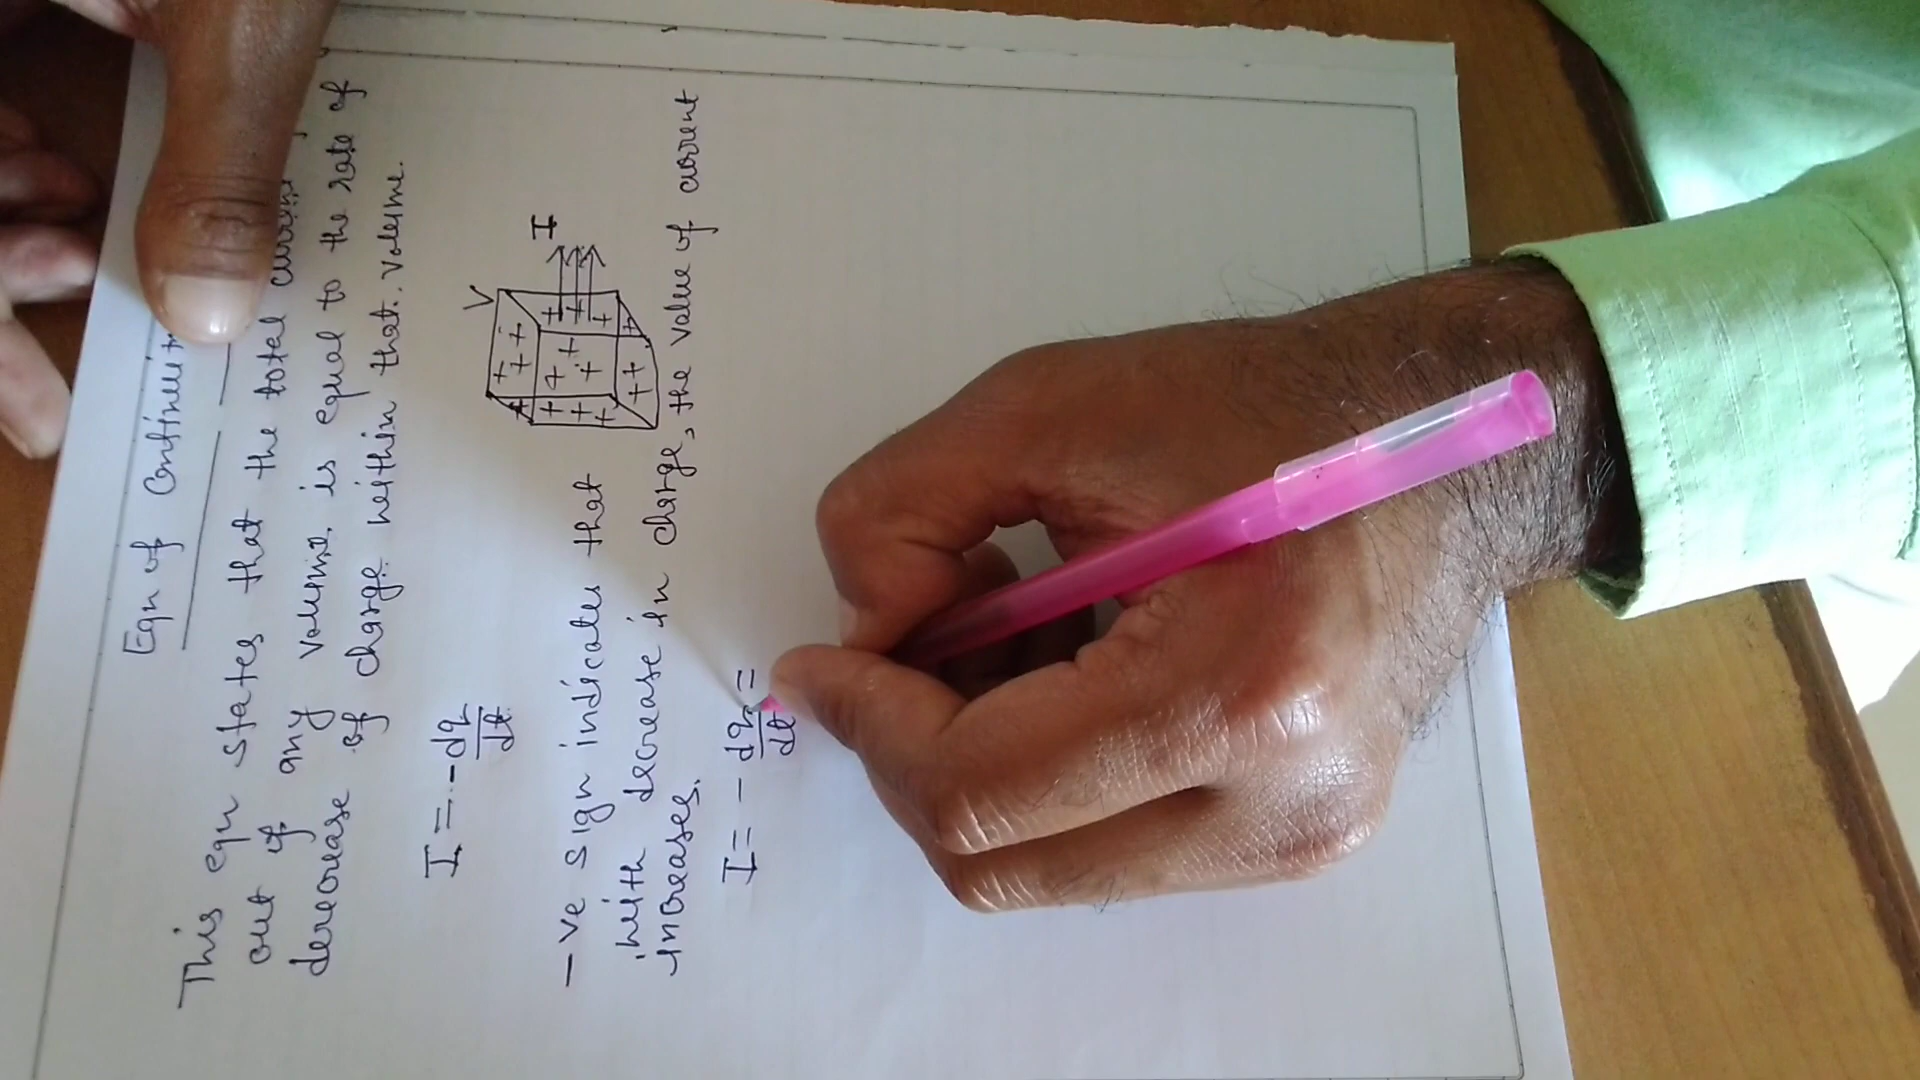 Eqn of Continuit
This eqn states that the total current
out of any volume. is equal to the rate of
derecrease of charge within that. volume.
I = - dq/dt
V
I
- ve sign indicates that
with decrease in charge, the value of current
increases.
I = - dq/dt =